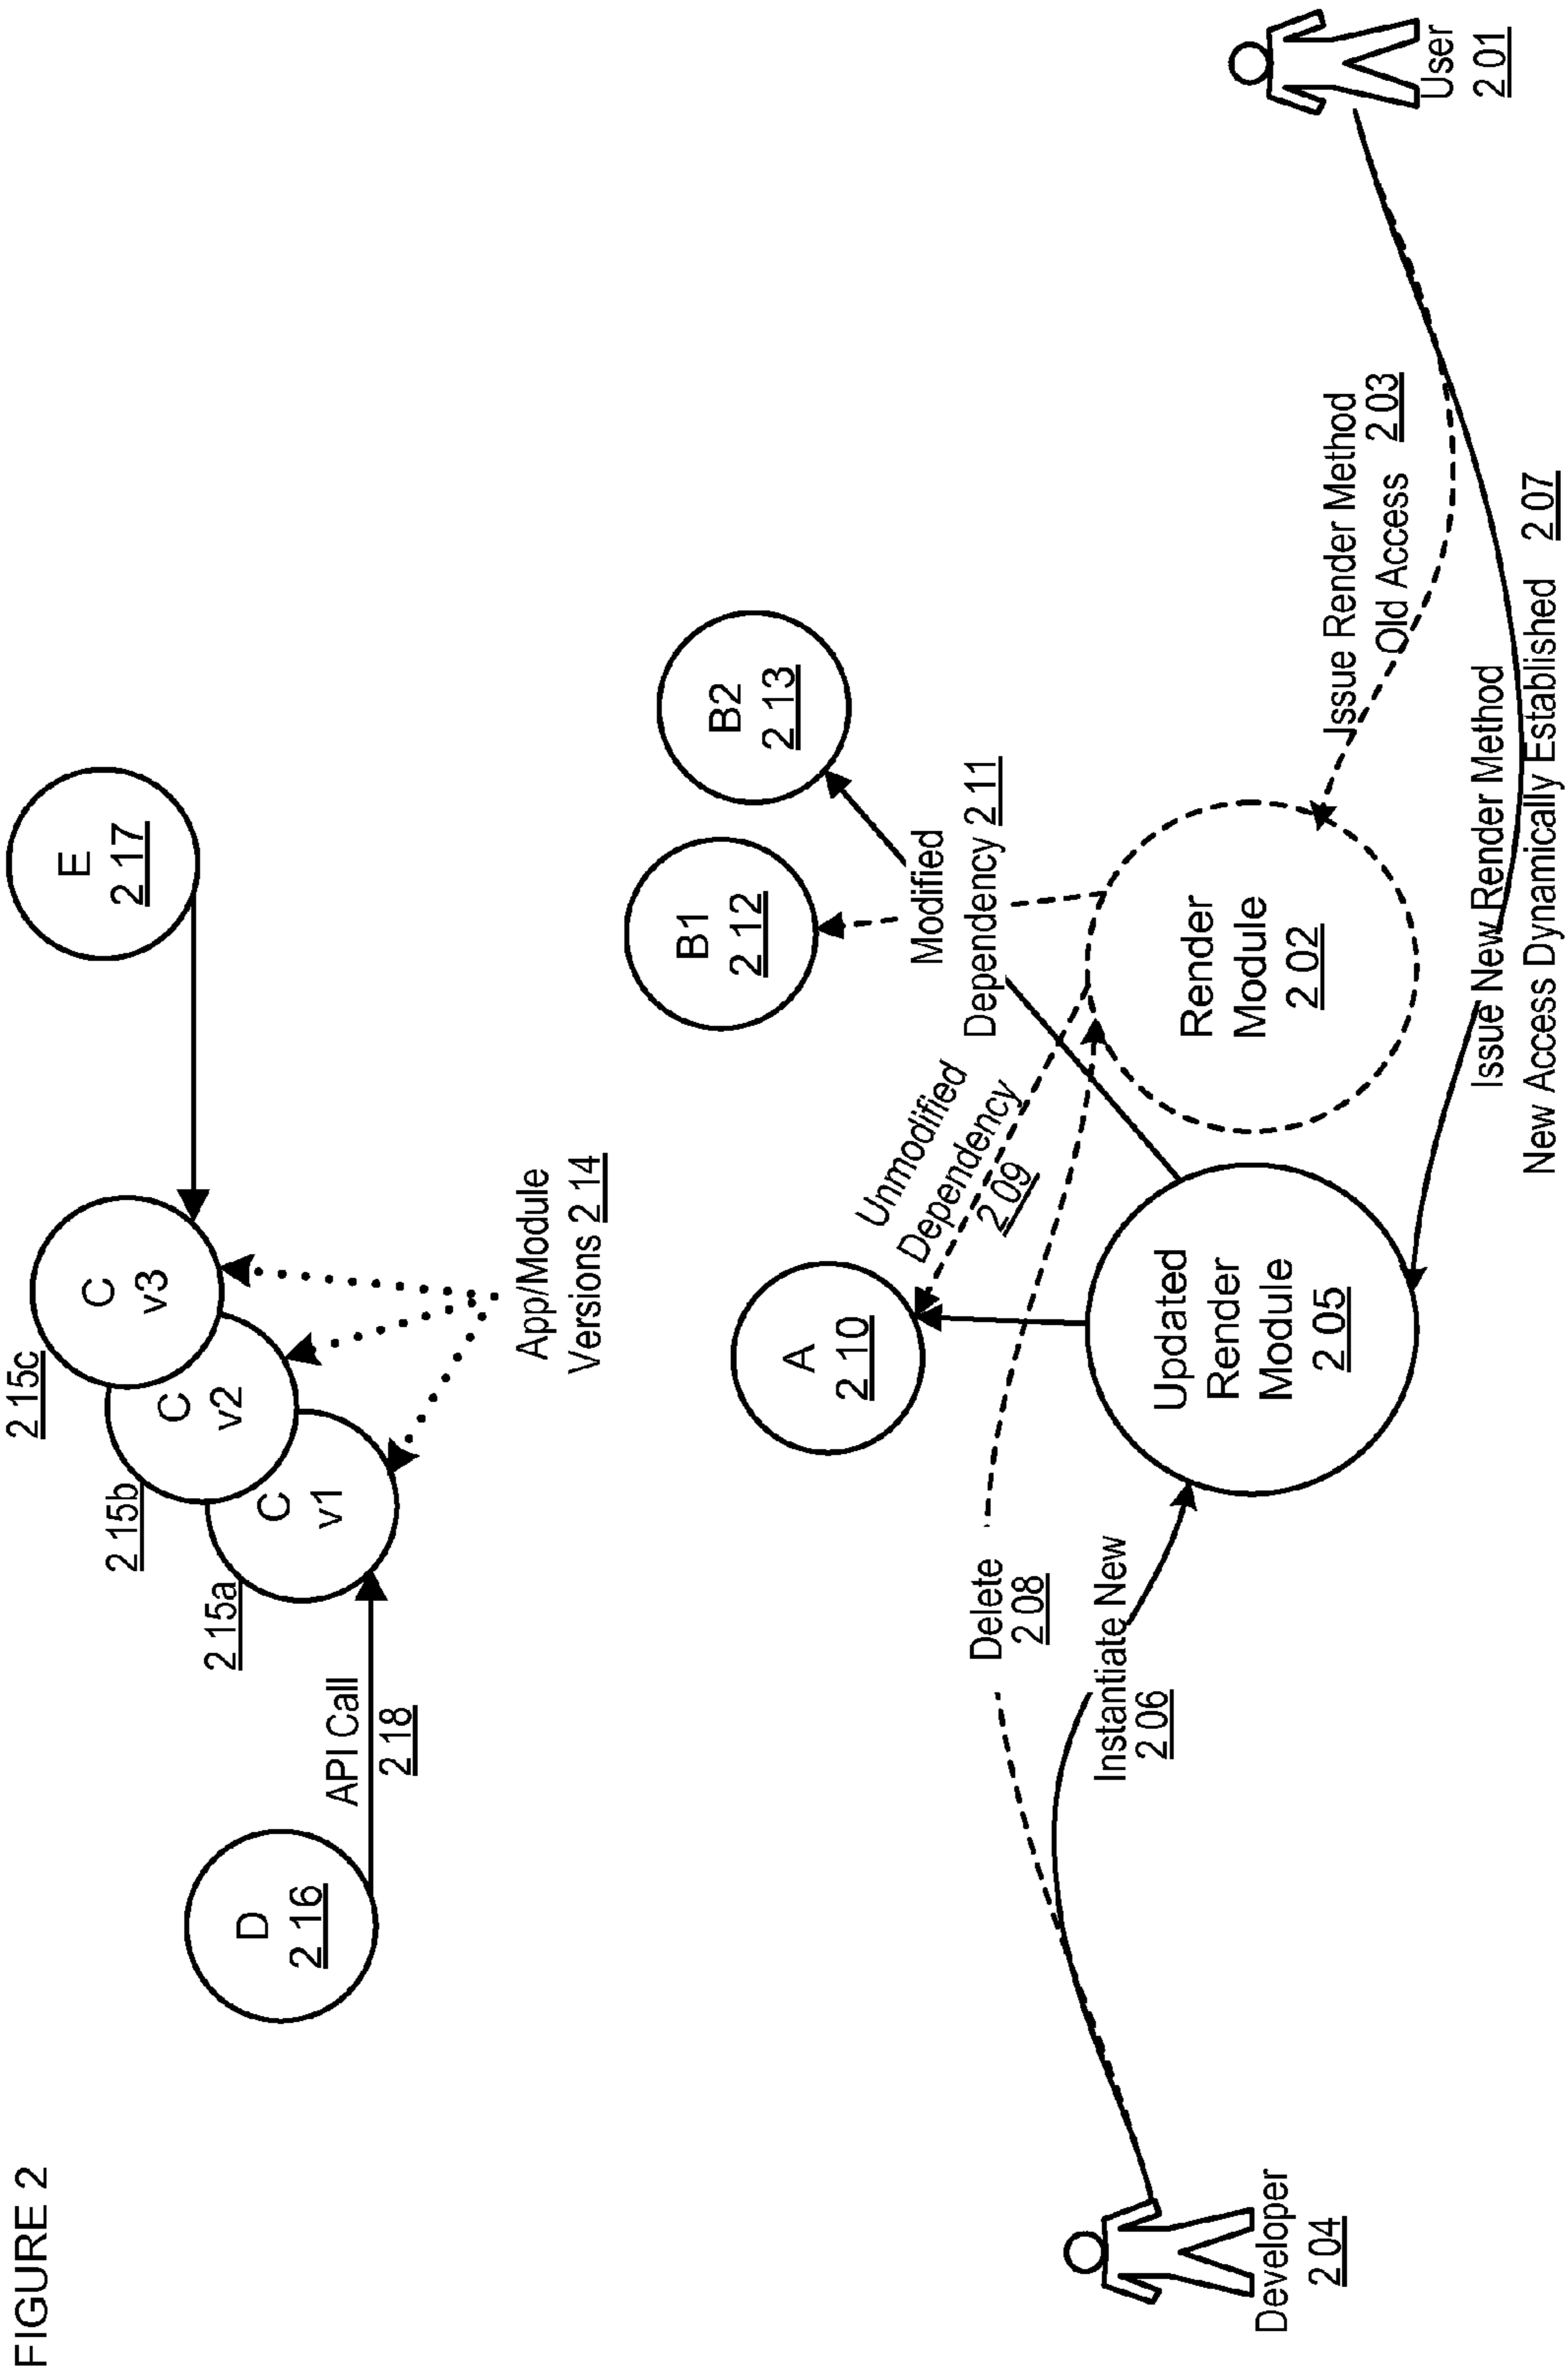 FIGURE 2
D
2 16
API Call
2 18
2 15a
2 15b
2 15c
C
v1
C
v2
C
v3
E
2 17
App/Module
Versions 2 14
A
2 10
B1
2 12
B2
2 13
Unmodified
Dependency
2 09
Modified
Dependency 2 11
Delete
2 08
Instantiate New
2 06
Updated
Render
Module
2 05
Render
Module
2 02
Issue Render Method
Old Access 2 03
Issue New Render Method
New Access Dynamically Established 2 07
Developer
2 04
User
2 01